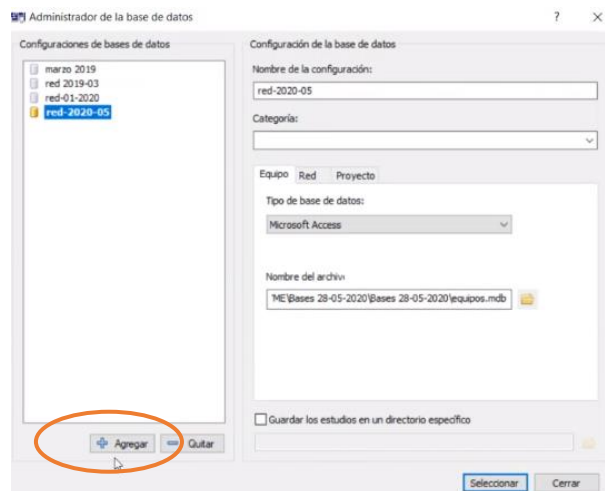 Administrador de la base de datos ? ×
Configuraciones de bases de datos
marzo 2019
red 2019-03
red-01-2020
red-2020-05
Agregar Quitar
Configuración de la base de datos
Nombre de la configuración:
red-2020-05
Categoría:
Equipo Red Proyecto
Tipo de base de datos:
Microsoft Access
Nombre del archivo
'ME\Bases 28-05-2020\Bases 28-05-2020\equipos.mdb
Guardar los estudios en un directorio específico
Seleccionar Cerrar